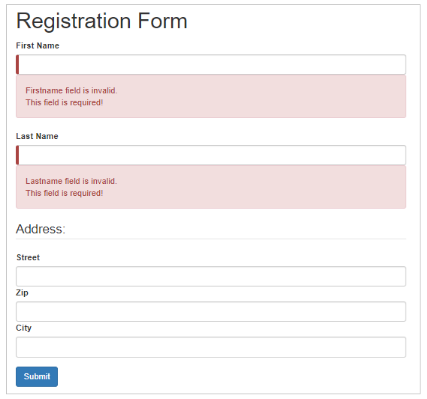 Registration Form
First Name
Firstname field is invalid.
This field is required!
Last Name
Lastname field is invalid.
This field is required!
Address:
Street
Zip
City
Submit